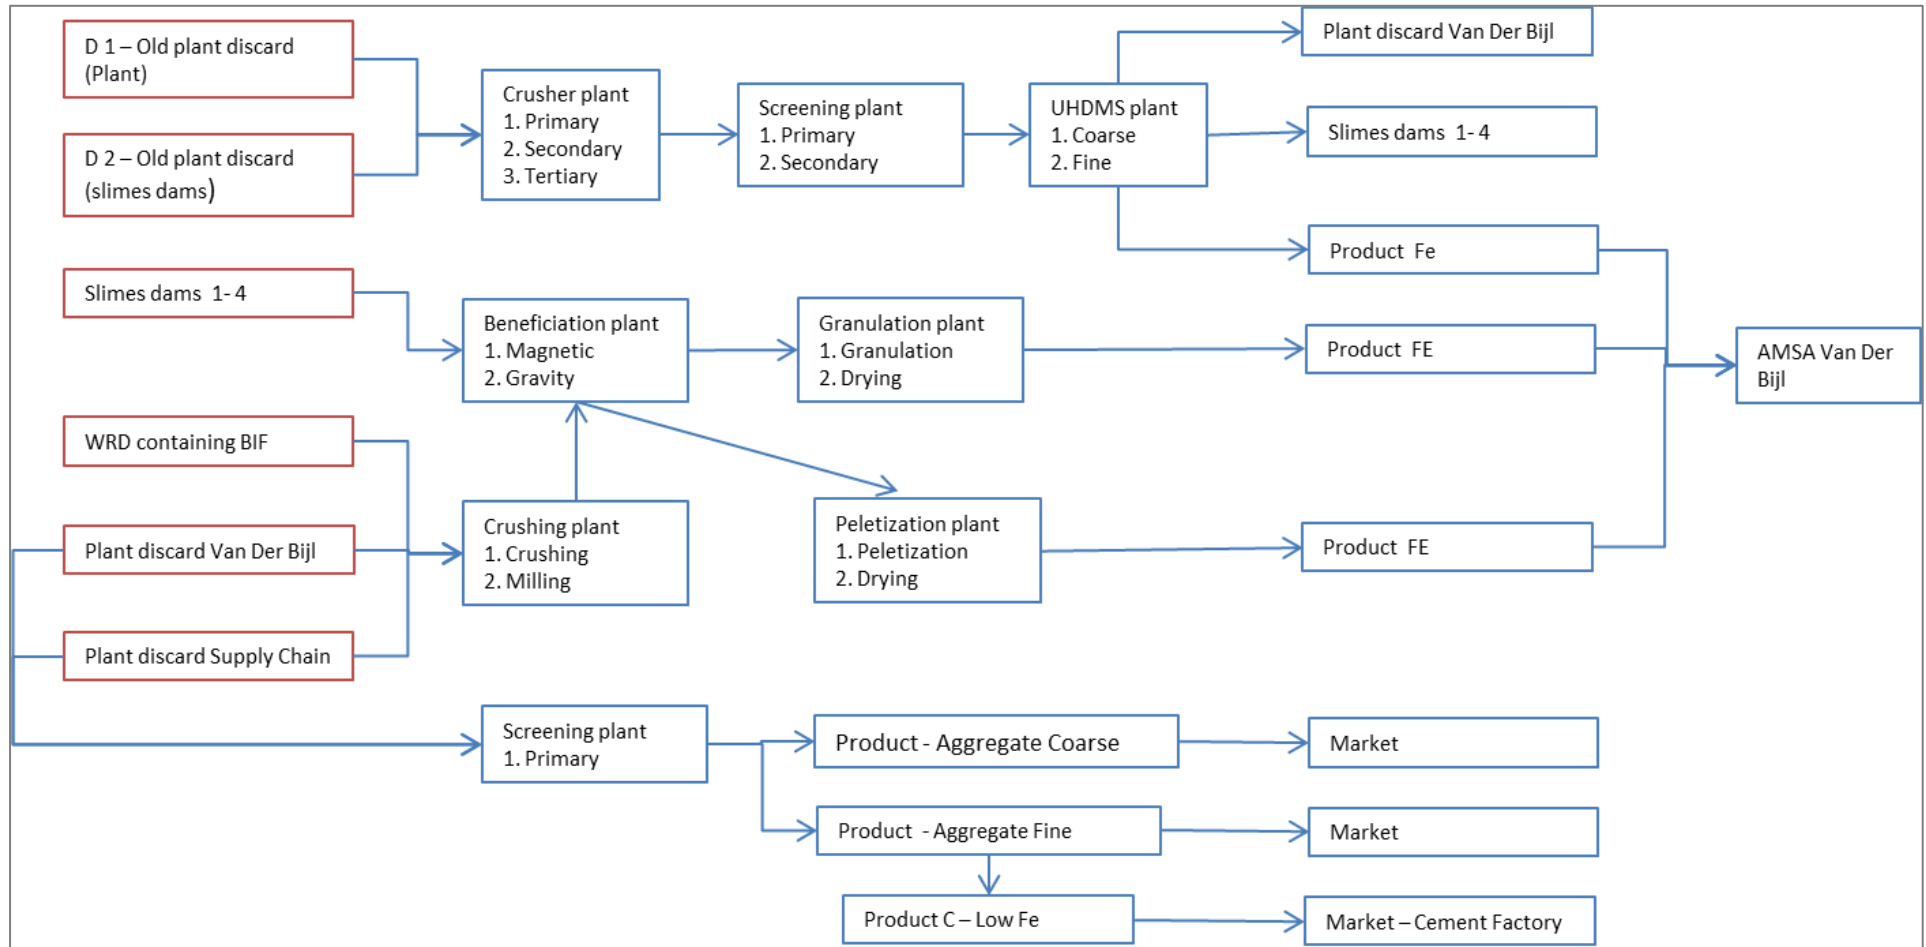 D 1 – Old plant discard
(Plant)
Crusher plant
1. Primary
2. Secondary
3. Tertiary
Screening plant
1. Primary
2. Secondary
UHDMS plant
1. Coarse
2. Fine
Plant discard Van Der Bijl
Slimes dams 1- 4
D 2 – Old plant discard
(slimes dams)
Product Fe
Slimes dams 1- 4
Beneficiation plant
1. Magnetic
2. Gravity
Granulation plant
1. Granulation
2. Drying
Product FE
AMSA Van Der
Bijl
WRD containing BIF
Plant discard Van Der Bijl
Plant discard Supply Chain
Crushing plant
1. Crushing
2. Milling
Peletization plant
1. Peletization
2. Drying
Product FE
Screening plant
1. Primary
Product - Aggregate Coarse
Market
Product - Aggregate Fine
Market
Product C – Low Fe
Market – Cement Factory